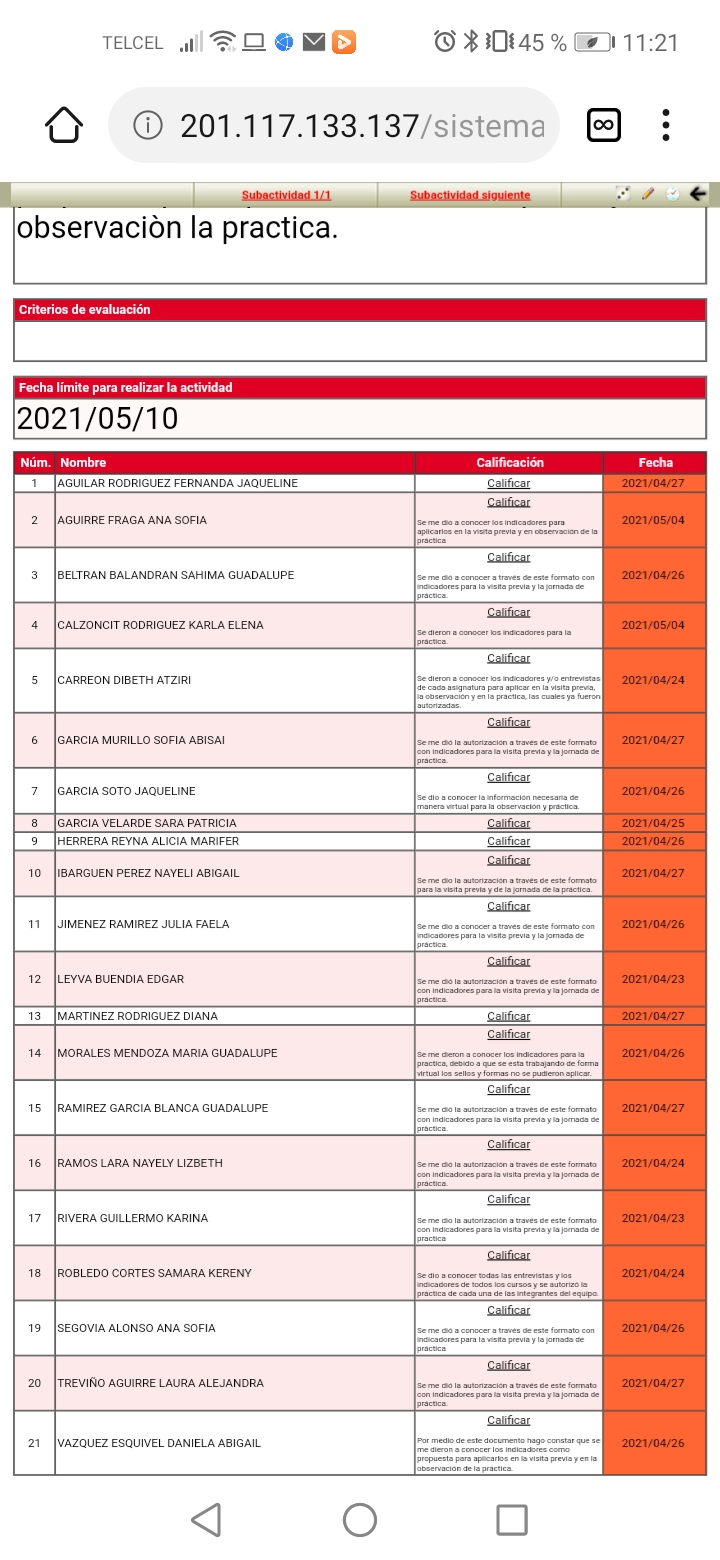 TELCEL 45 % 11:21
201.117.133.137/sistema
Subactividad 1/1 Subactividad siguiente
observaciòn la practica.
Criterios de evaluación
Fecha límite para realizar la actividad
2021/05/10
Núm. Nombre Calificación Fecha
1 AGUILAR RODRIGUEZ FERNANDA JAQUELINE Calificar 2021/04/27
2 AGUIRRE FRAGA ANA SOFIA Calificar 2021/05/04
Se me dio a conocer los indicadores para
aplicarlos en la visita previa y en observación de la
práctica
3 BELTRAN BALANDRAN SAHIMA GUADALUPE Calificar 2021/04/26
Se me dió a conocer a través de este formato con
indicadores para la visita previa y la jornada de
práctica.
4 CALZONCIT RODRIGUEZ KARLA ELENA Calificar 2021/05/04
Se dieron a conocer los indicadores para la
práctica.
5 CARREON DIBETH ATZIRI Calificar 2021/04/24
Se dieron a conocer los indicadores y/o entrevistas
de cada asignatura para aplicar en la visita previa,
la observación y en la práctica, las cuales ya fueron
autorizadas.
6 GARCIA MURILLO SOFIA ABISAI Calificar 2021/04/27
Se me dió la autorización a través de este formato
con indicadores para la visita previa y la jornada de
práctica.
7 GARCIA SOTO JAQUELINE Calificar 2021/04/26
Se dio a conocer la información necesaria de
manera virtual para la observación y práctica.
8 GARCIA VELARDE SARA PATRICIA Calificar 2021/04/25
9 HERRERA REYNA ALICIA MARIFER Calificar 2021/04/26
10 IBARGUEN PEREZ NAYELI ABIGAIL Calificar 2021/04/27
Se me dio la autorización a través de este formato
para la visita previa y de la jornada de la práctica.
11 JIMENEZ RAMIREZ JULIA FAELA Calificar 2021/04/26
Se me dio a conocer a través de este formato con
indicadores para la visita previa y la jornada de
práctica.
12 LEYVA BUENDIA EDGAR Calificar 2021/04/23
Se me dió la autorización a través de este formato
con indicadores para la visita previa y la jornada de
práctica.
13 MARTINEZ RODRIGUEZ DIANA Calificar 2021/04/27
14 MORALES MENDOZA MARIA GUADALUPE Calificar 2021/04/26
Se me dieron a conocer los indicadores para la
practica, debido a que se esta trabajando de forma
virtual los sellos y formas no se pudieron aplicar.
15 RAMIREZ GARCIA BLANCA GUADALUPE Calificar 2021/04/27
Se me dió la autorización a través de este formato
con indicadores para la visita previa y la jornada de
práctica.
16 RAMOS LARA NAYELY LIZBETH Calificar 2021/04/24
Se me dió la autorización a través de este formato
con indicadores para la visita previa y la jornada de
práctica.
17 RIVERA GUILLERMO KARINA Calificar 2021/04/23
Se me dio la autorización a través de este formato
con indicadores para la visita previa y la jornada de
practica
18 ROBLEDO CORTES SAMARA KERENY Calificar 2021/04/24
Se dio a conocer todas las entrevistas y los
indicadores de todos los cursos y se autorizó la
práctica de cada una de las integrantes del equipo.
19 SEGOVIA ALONSO ANA SOFIA Calificar 2021/04/26
Se me dio a conocer a través de este formato con
indicadores para la visita previa y la jornada de
práctica
20 TREVIÑO AGUIRRE LAURA ALEJANDRA Calificar 2021/04/27
Se me dió la autorización a través de este formato
con indicadores para la visita previa y la jornada de
práctica.
21 VAZQUEZ ESQUIVEL DANIELA ABIGAIL Calificar 2021/04/26
Por medio de este documento hago constar que se
me dieron a conocer los indicadores como
propuesta para aplicarlos en la visita previa y en la
observación de la práctica.